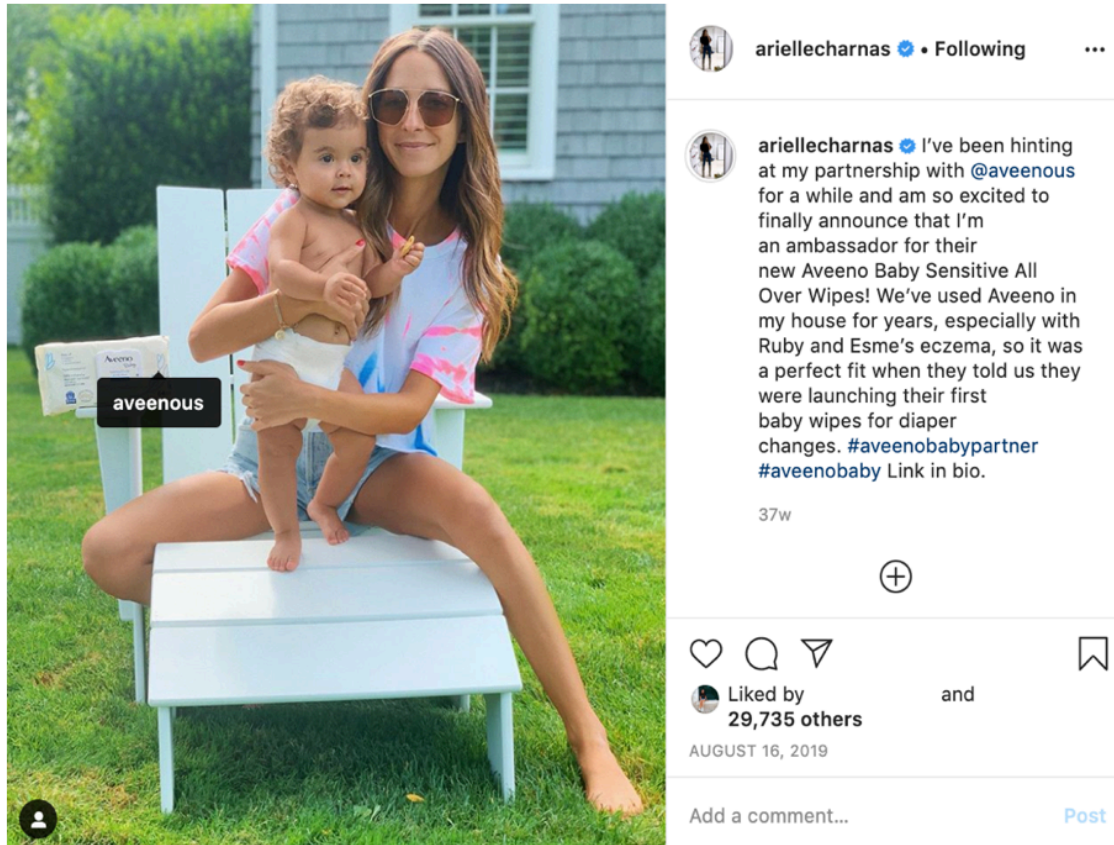 Aveeno
Baby
aveenous
ariellecharnas • Following
ariellecharnas I’ve been hinting
at my partnership with @aveenous
for a while and am so excited to
finally announce that I’m
an ambassador for their
new Aveeno Baby Sensitive All
Over Wipes! We’ve used Aveeno in
my house for years, especially with
Ruby and Esme’s eczema, so it was
a perfect fit when they told us they
were launching their first
baby wipes for diaper
changes. #aveenobabypartner
#aveenobaby Link in bio.
37w
Liked by and
29,735 others
AUGUST 16, 2019
Add a comment... Post